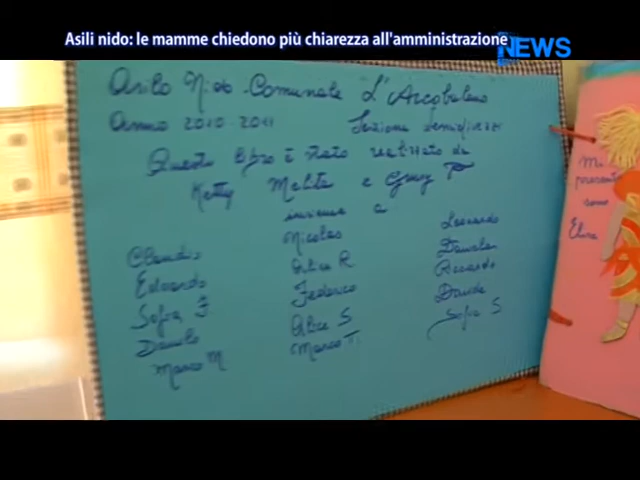 Asili nido: le mamme chiedono più chiarezza all'amministrazione
NEWS
Asilo Nido Comunale "L'Arcobaleno
Anno 2010-2011 Sezione semidivezzi
Questo libro è stato realizzato da
Ketty Melita e Giusy T
insieme a
Claudio Nicolas Leonardo
Edoardo Alice R Daniele
Sofia F Federico Riccardo
Danilo Alice S Davide
Marco M Marco T Sofia S
Mi
presento
sono
Elisa